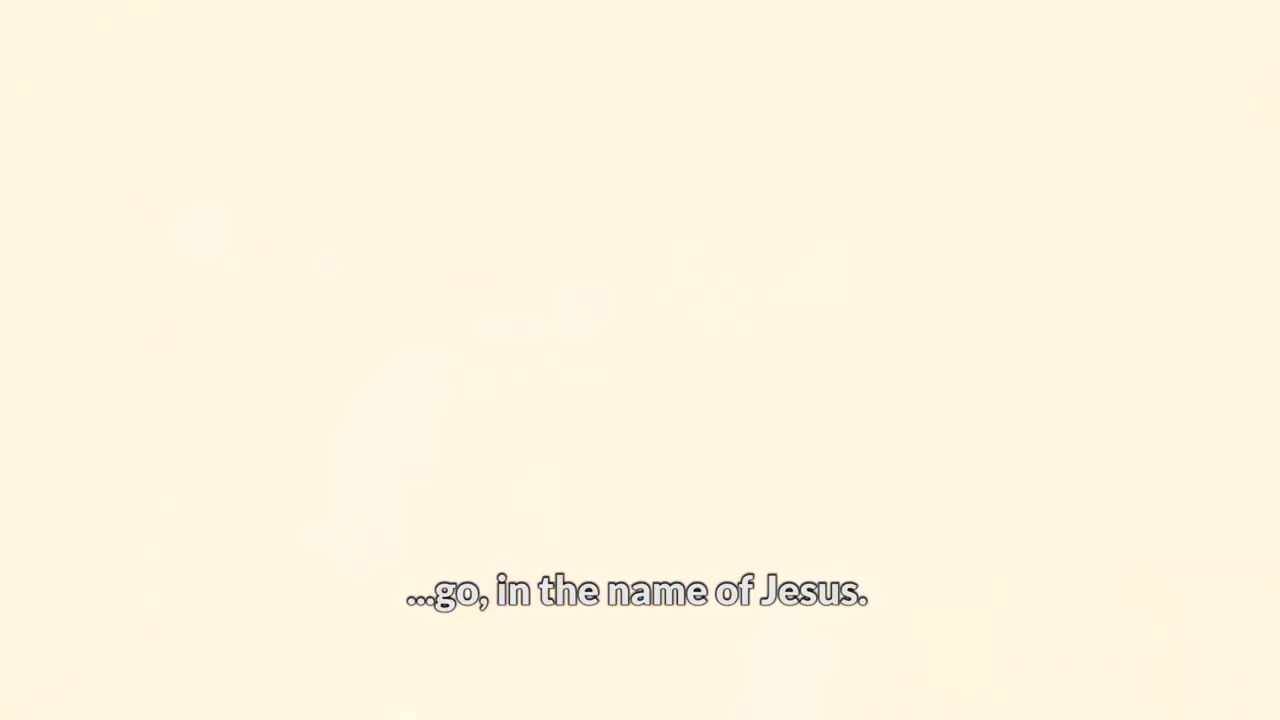 ...go, in the name of Jesus.